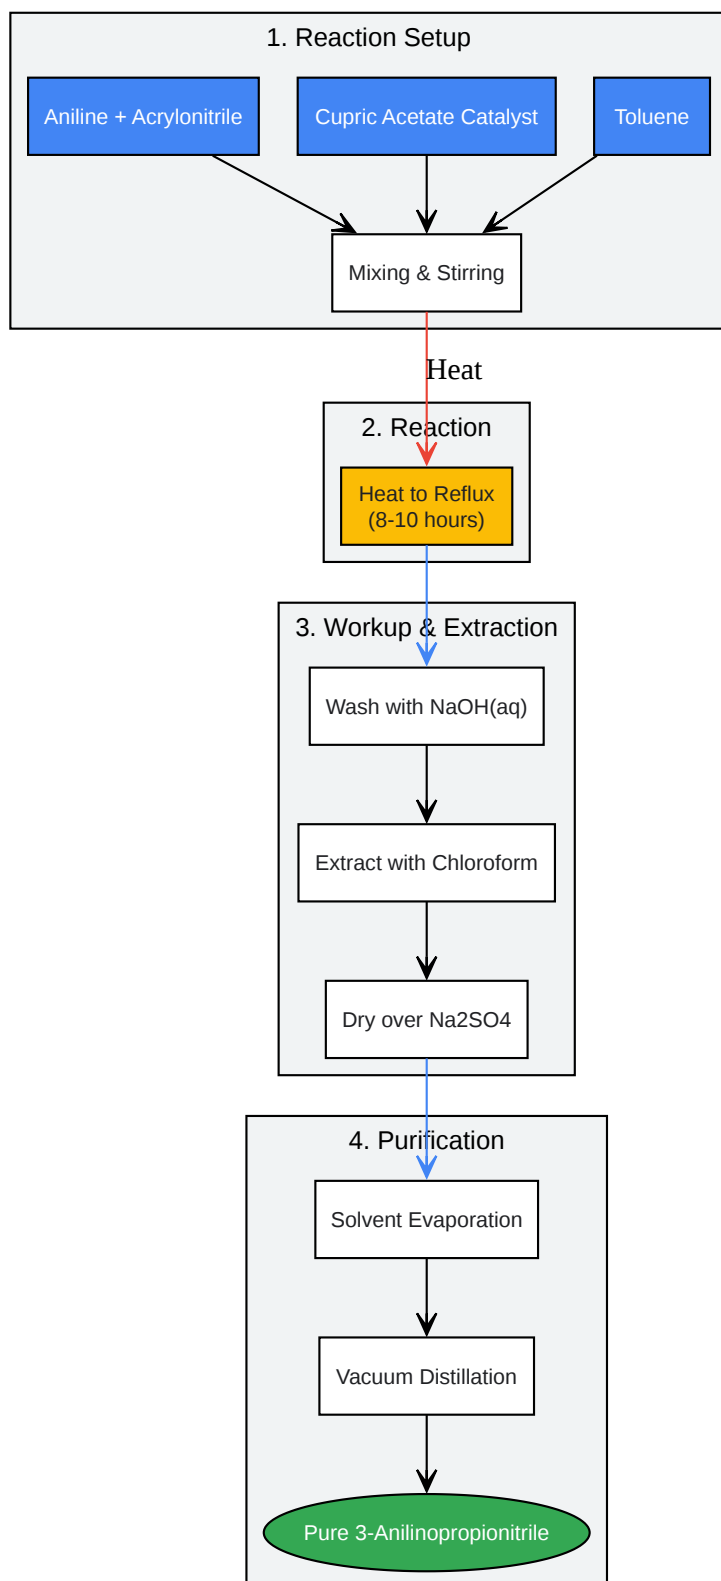 1. Reaction Setup
Aniline + Acrylonitrile
Cupric Acetate Catalyst
Toluene
Mixing & Stirring
Heat
2. Reaction
Heat to Reflux
(8-10 hours)
3. Workup & Extraction
Wash with NaOH(aq)
Extract with Chloroform
Dry over Na2SO4
4. Purification
Solvent Evaporation
Vacuum Distillation
Pure 3-Anilinopropionitrile